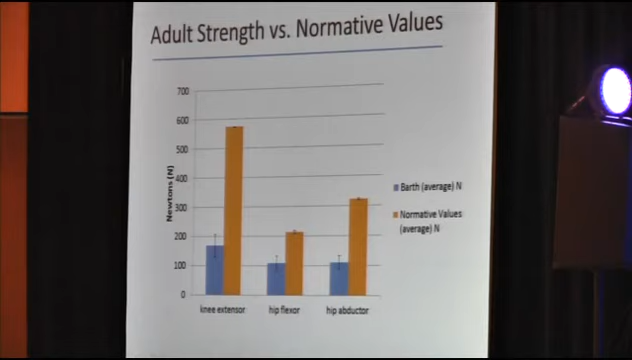 Adult Strength vs. Normative Values
700
600
500
400
300
200
100
0
Newtons (N)
knee extensor
hip flexor
hip abductor
Barth (average) N
Normative Values
(average) N